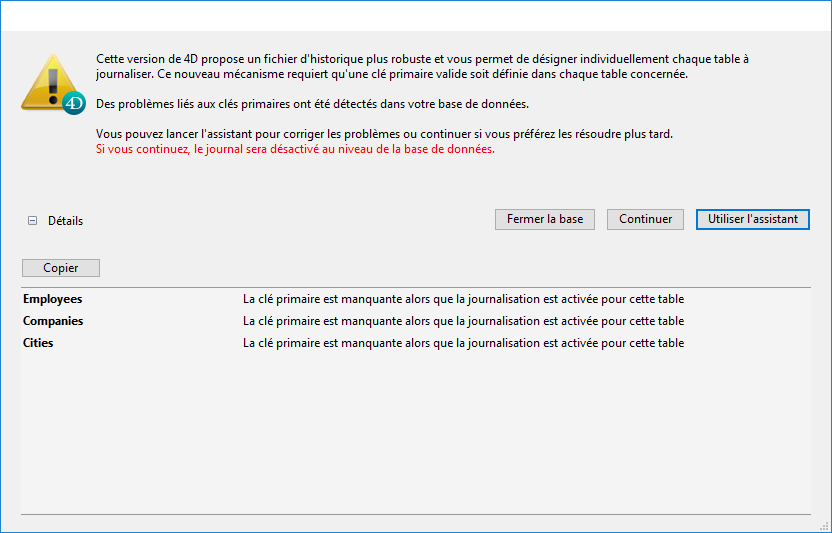 Cette version de 4D propose un fichier d'historique plus robuste et vous permet de désigner individuellement chaque table à
journaliser. Ce nouveau mécanisme requiert qu'une clé primaire valide soit définie dans chaque table concernée.
Des problèmes liés aux clés primaires ont été détectés dans votre base de données.
Vous pouvez lancer l'assistant pour corriger les problèmes ou continuer si vous préférez les résoudre plus tard.
Si vous continuez, le journal sera désactivé au niveau de la base de données.
4D
Détails Fermer la base Continuer Utiliser l'assistant
Copier
Employees La clé primaire est manquante alors que la journalisation est activée pour cette table
Companies La clé primaire est manquante alors que la journalisation est activée pour cette table
Cities La clé primaire est manquante alors que la journalisation est activée pour cette table